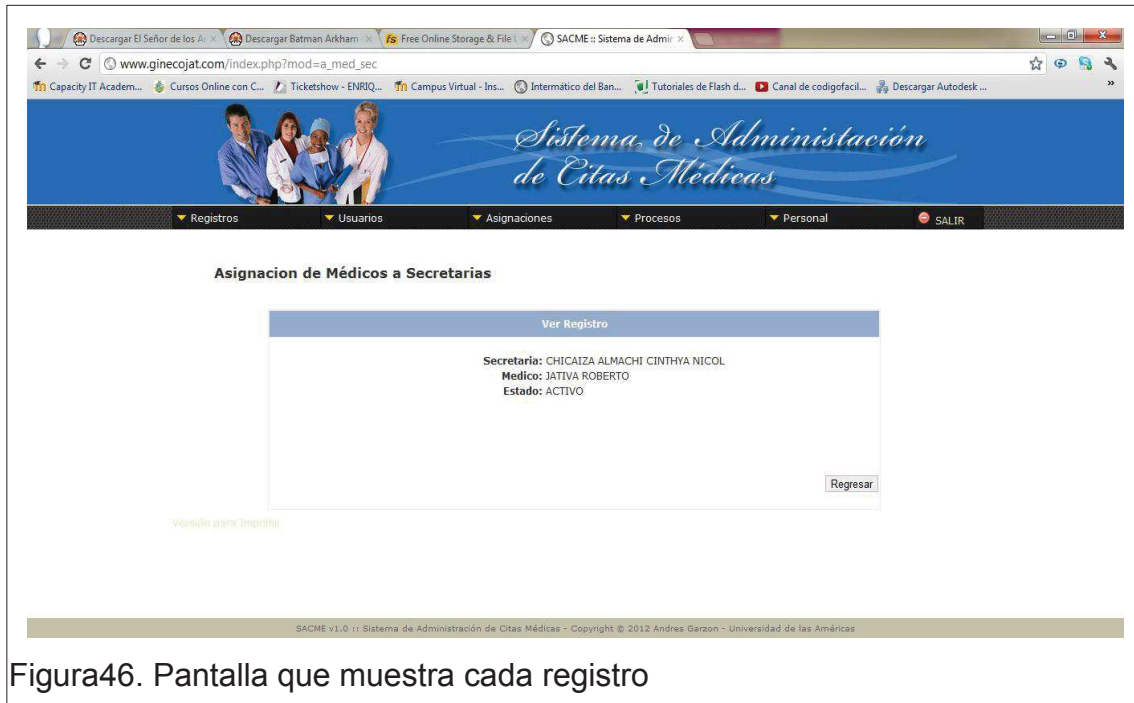 Descargar El Señor de los A
Descargar Batman Arkham
fs Free Online Storage & File U
SACME :: Sistema de Admir
www.ginecojat.com/index.php?mod=a_med_sec
Capacity IT Academ...
Cursos Online con C...
Ticketshow - ENRIQ...
Campus Virtual - Ins...
Intermático del Ban...
Tutoriales de Flash d...
Canal de codigofacil...
Descargar Autodesk ...
»
Sistema de Administación
de Citas Médicas
Registros
Usuarios
Asignaciones
Procesos
Personal
SALIR
Asignacion de Médicos a Secretarias
Ver Registro
Secretaria: CHICAIZA ALMACHI CINTHYA NICOL
Medico: JATIVA ROBERTO
Estado: ACTIVO
Regresar
Versión para Imprimir
SACME v1.0 :: Sistema de Administración de Citas Médicas - Copyright © 2012 Andres Garzon - Universidad de las Américas
Figura46. Pantalla que muestra cada registro